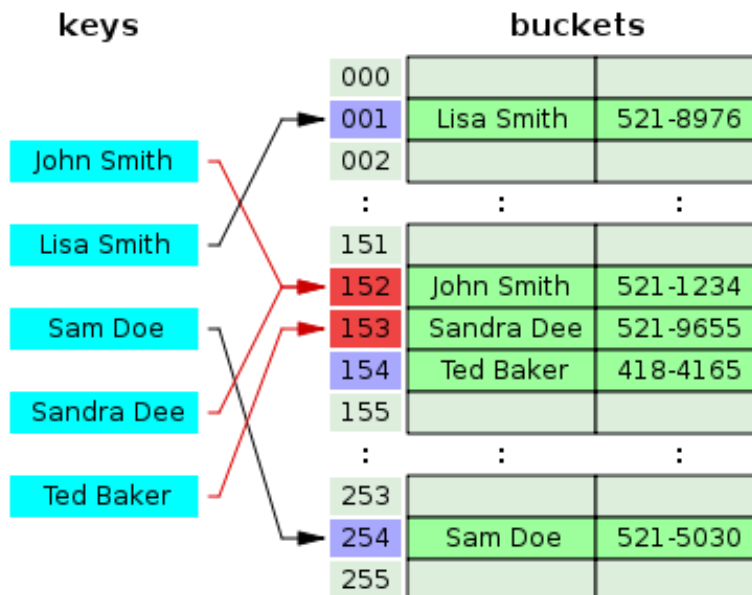 keys
buckets
John Smith
Lisa Smith
Sam Doe
Sandra Dee
Ted Baker
000
001 Lisa Smith 521-8976
002
: : :
151
152 John Smith 521-1234
153 Sandra Dee 521-9655
154 Ted Baker 418-4165
155
: : :
253
254 Sam Doe 521-5030
255